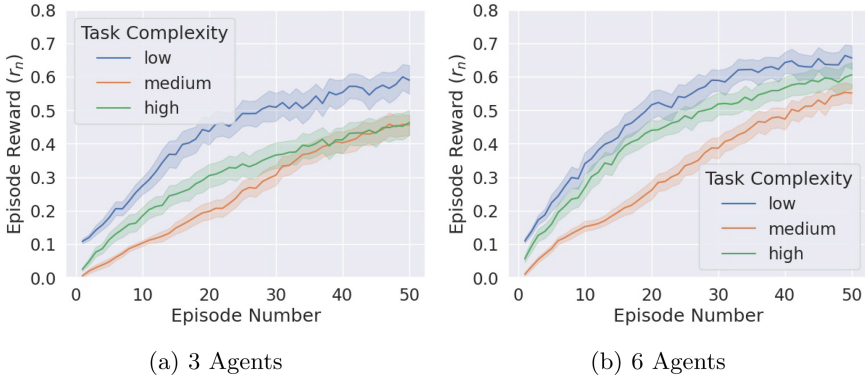 0.8
0.7
0.6
0.5
0.4
0.3
0.2
0.1
0.0
Episode Reward (rₙ)
Task Complexity
low
medium
high
0 10 20 30 40 50
Episode Number
(a) 3 Agents
0.8
0.7
0.6
0.5
0.4
0.3
0.2
0.1
0.0
Episode Reward (rₙ)
Task Complexity
low
medium
high
0 10 20 30 40 50
Episode Number
(b) 6 Agents